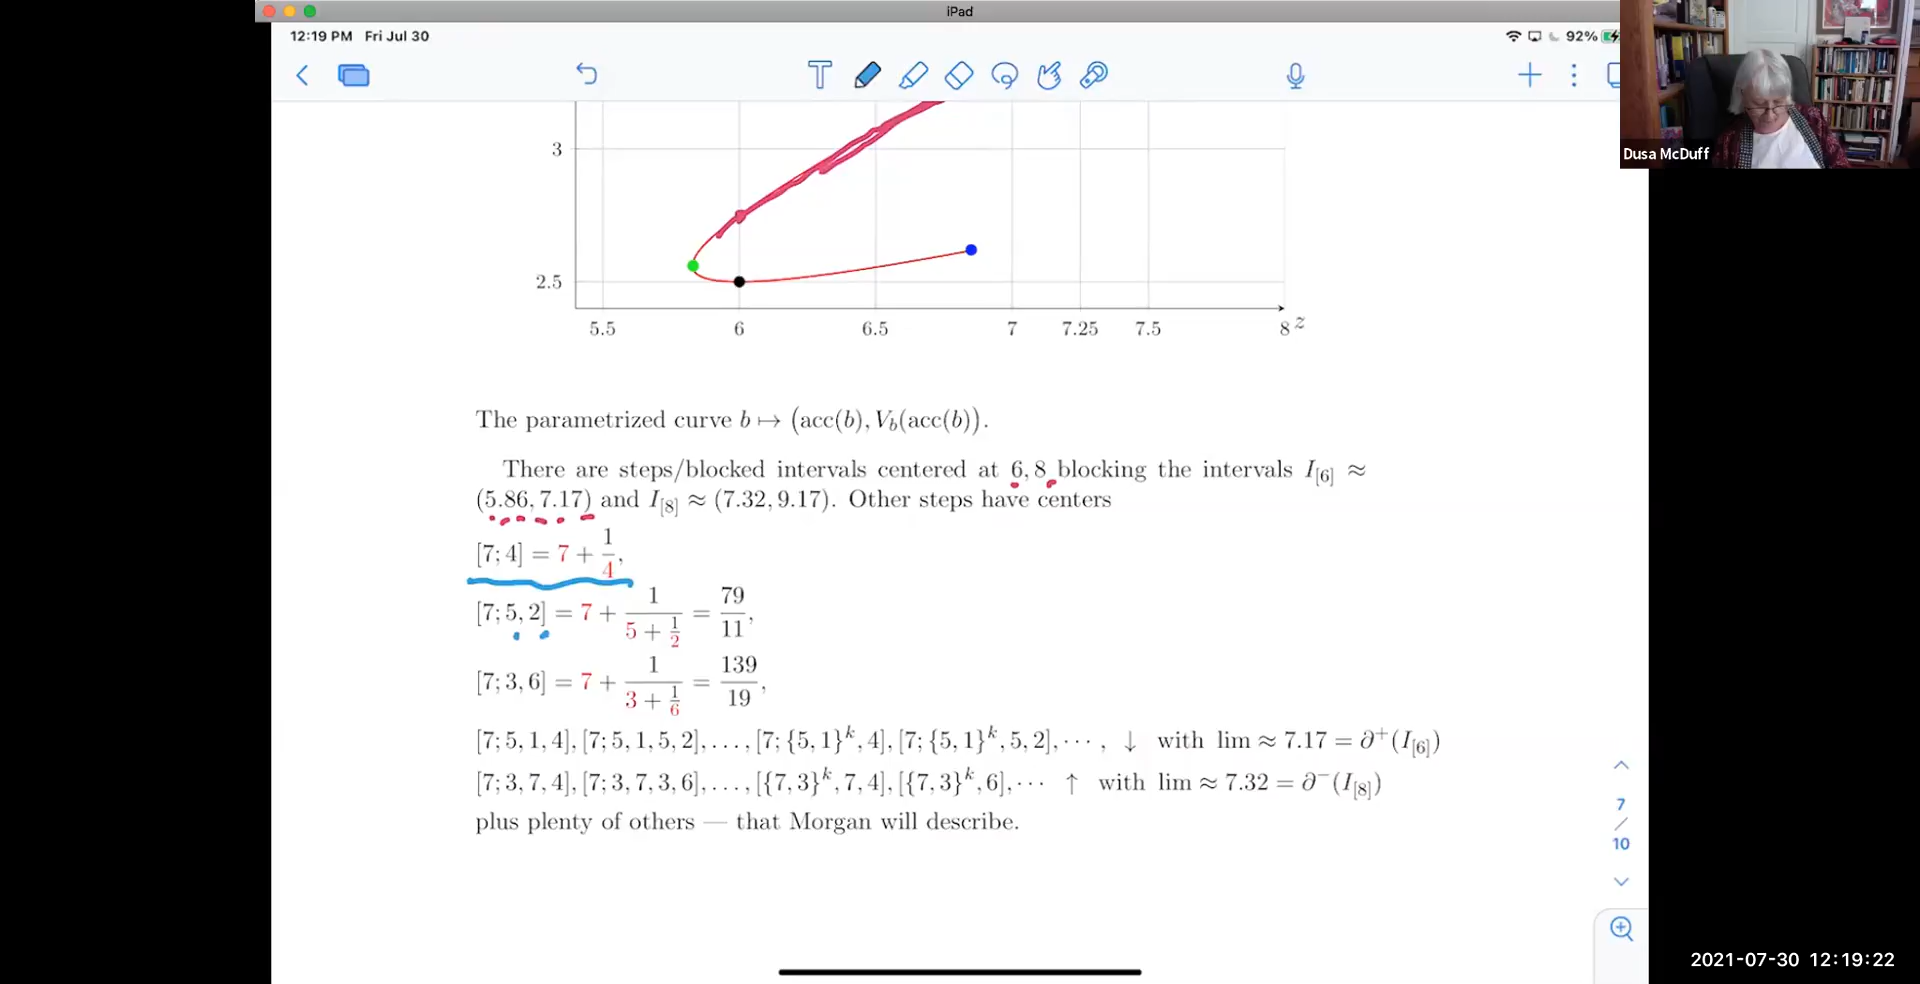 iPad
12:19 PM Fri Jul 30
92%
Dusa McDuff
3
2.5
5.5 6 6.5 7 7.25 7.5 8 z
The parametrized curve b ↦ (acc(b), V_b(acc(b)).
There are steps/blocked intervals centered at 6, 8 blocking the intervals I_[6] ≈
(5.86, 7.17) and I_[8] ≈ (7.32, 9.17). Other steps have centers
[7; 4] = 7 + 1/4,
[7; 5, 2] = 7 + 1/(5 + 1/2) = 79/11,
[7; 3, 6] = 7 + 1/(3 + 1/6) = 139/19,
[7; 5, 1, 4], [7; 5, 1, 5, 2], . . . , [7; {5, 1}^k, 4], [7; {5, 1}^k, 5, 2], · · · , ↓ with lim ≈ 7.17 = ∂^+(I_[6])
[7; 3, 7, 4], [7; 3, 7, 3, 6], . . . , [{7, 3}^k, 7, 4], [{7, 3}^k, 6], · · · ↑ with lim ≈ 7.32 = ∂^−(I_[8])
plus plenty of others — that Morgan will describe.
7
/
10
2021-07-30 12:19:22